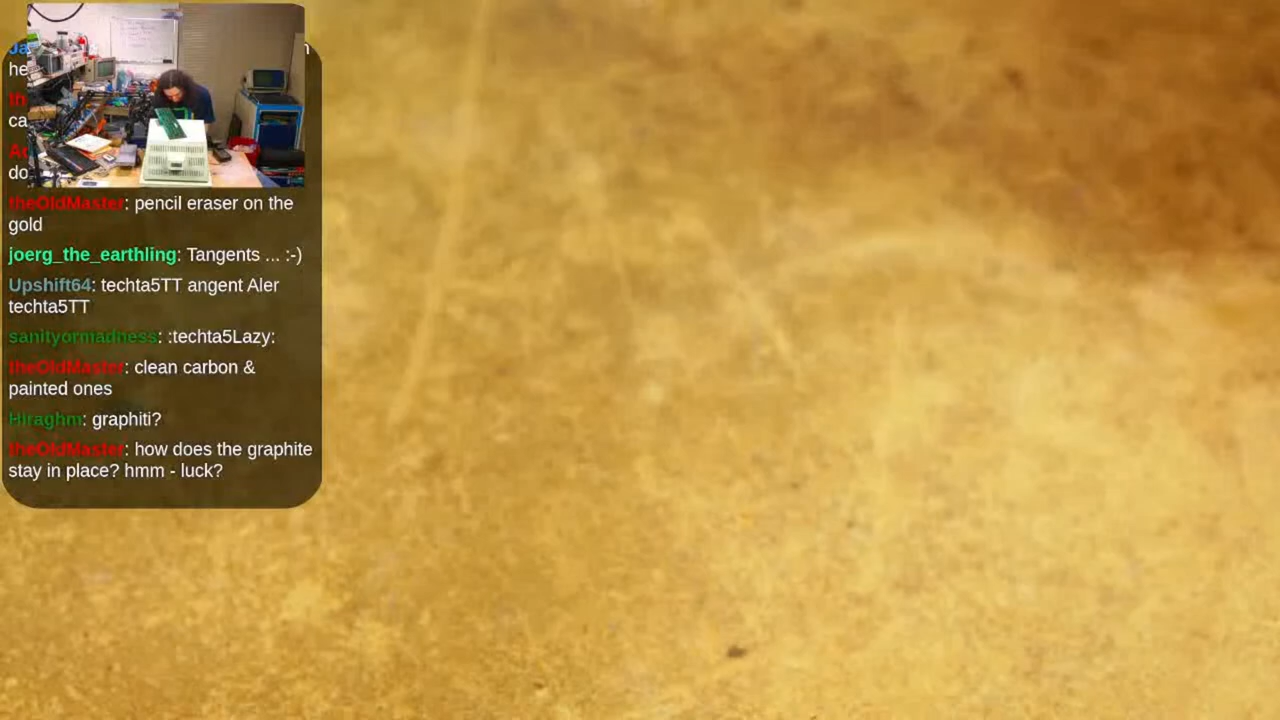 he
th
ca
do
theOldMaster: pencil eraser on the
gold
joerg_the_earthling: Tangents ... :-)
Upshift64: techta5TT angent Aler
techta5TT
sanityormadness: :techta5Lazy:
theOldMaster: clean carbon &
painted ones
Hiraghm: graphiti?
theOldMaster: how does the graphite
stay in place? hmm - luck?